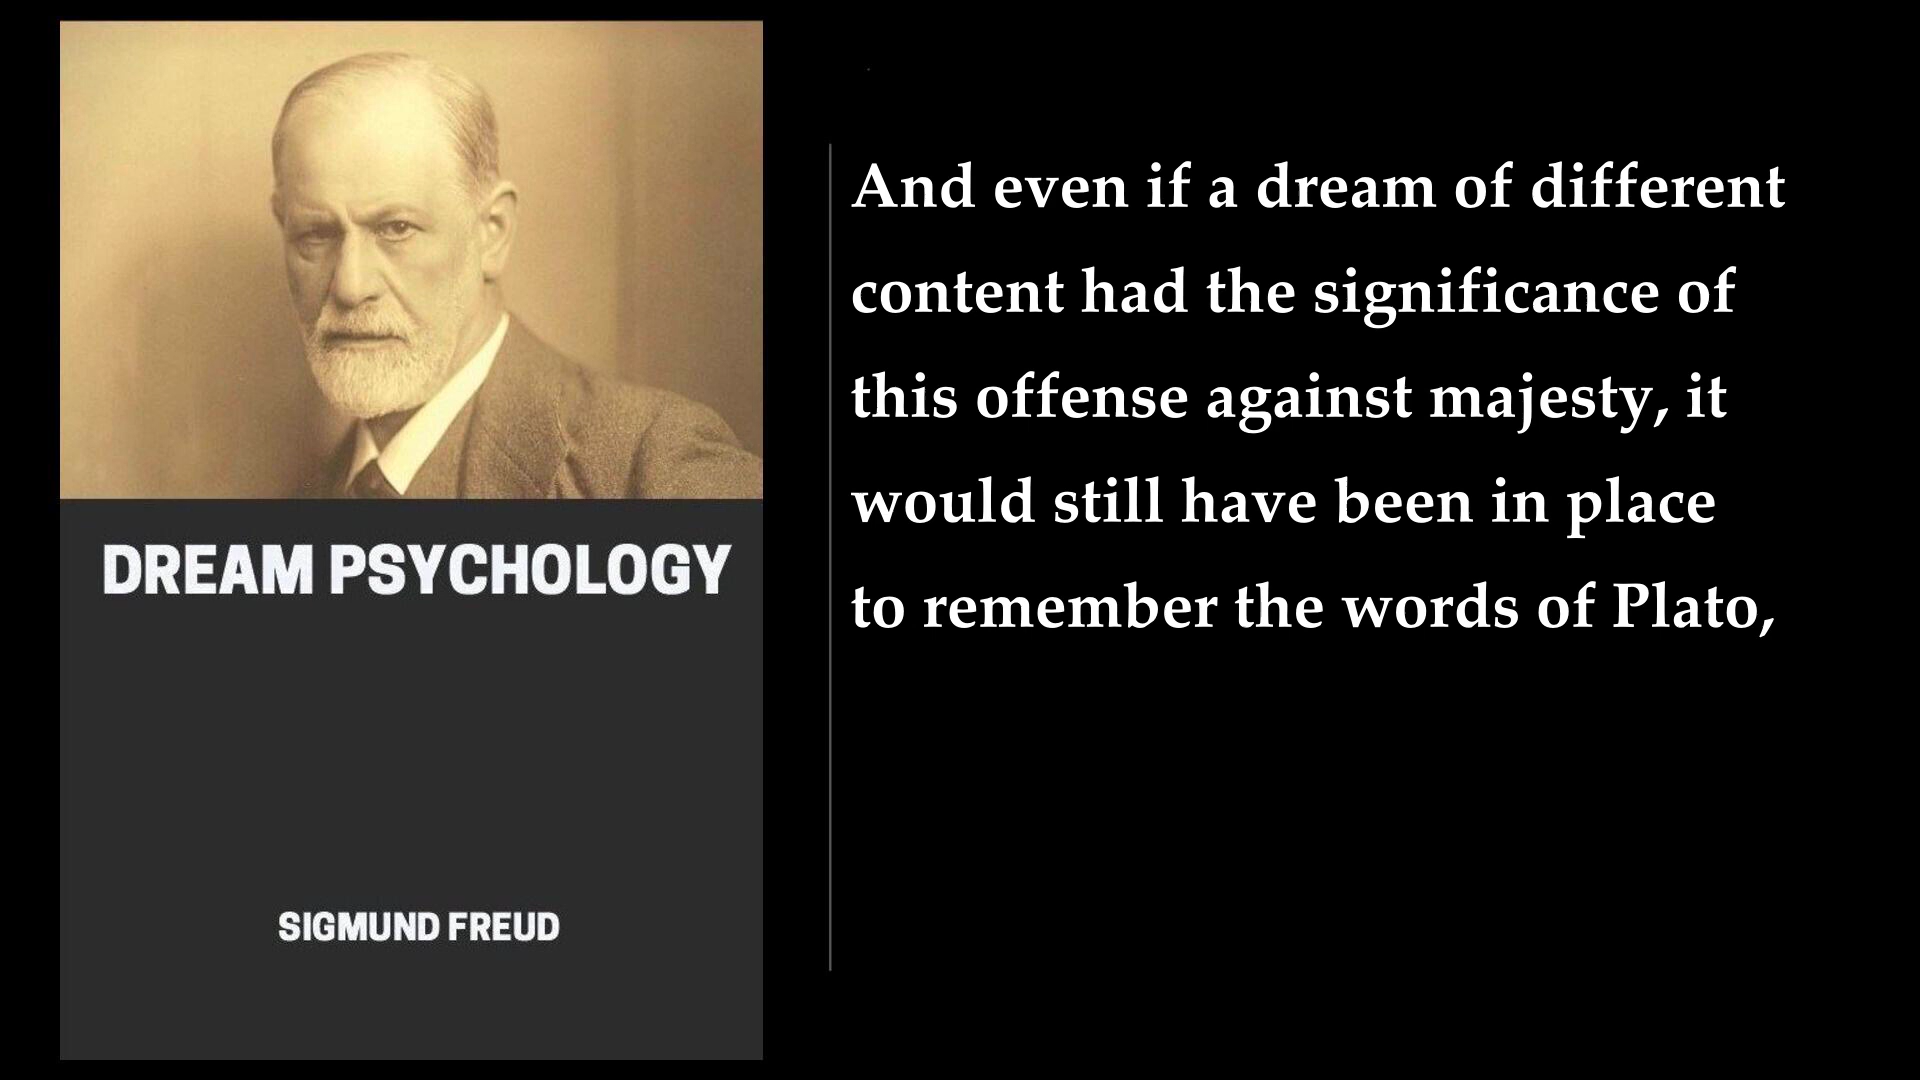 DREAM PSYCHOLOGY
SIGMUND FREUD
And even if a dream of different
content had the significance of
this offense against majesty, it
would still have been in place
to remember the words of Plato,